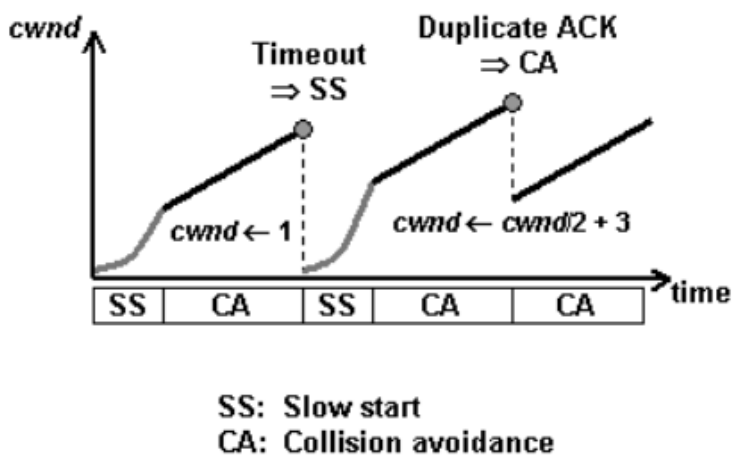 cwnd
Timeout
⇒ SS
Duplicate ACK
⇒ CA
cwnd ← 1
cwnd ← cwnd/2 + 3
time
SS CA SS CA CA
SS: Slow start
CA: Collision avoidance